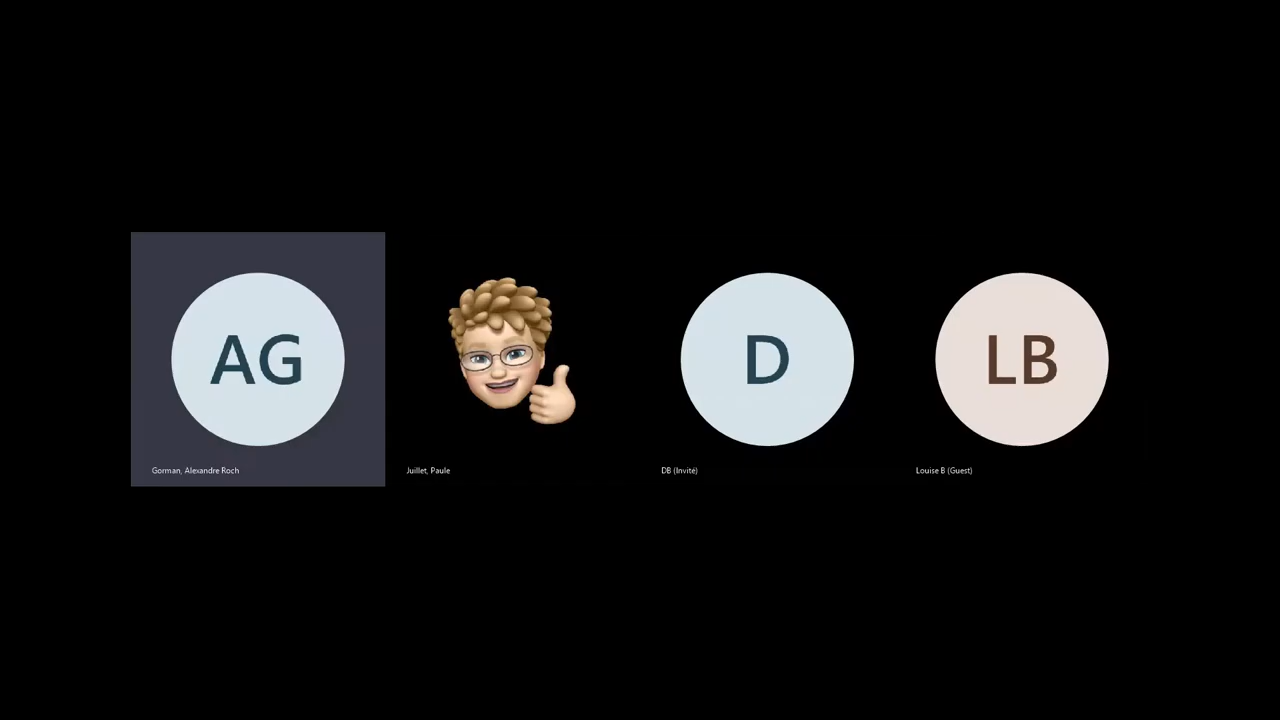 AG
D
LB
Gorman, Alexandre Roch
Juillet, Paule
DB (Invité)
Louise B (Guest)